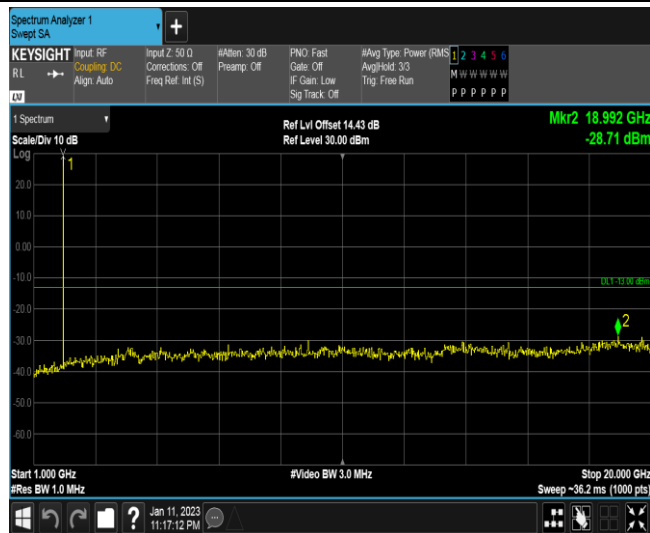 Spectrum Analyzer 1
Swept SA
+
KEYSIGHT
RL
LXI
Input: RF
Coupling: DC
Align: Auto
Input Z: 50 Ω
Corrections: Off
Freq Ref: Int (S)
#Atten: 30 dB
Preamp: Off
PNO: Fast
Gate: Off
IF Gain: Low
Sig Track: Off
#Avg Type: Power (RMS
Avg|Hold: 3/3
Trig: Free Run
1 2 3 4 5 6
M W W W W W
P P P P P P
1 Spectrum
Scale/Div 10 dB
Log
Ref Lvl Offset 14.43 dB
Ref Level 30.00 dBm
Mkr2 18.992 GHz
-28.71 dBm
1
20.0
10.0
0.00
-10.0
DL1 -13.00 dBm
-20.0
2
-30.0
-40.0
-50.0
-60.0
Start 1.000 GHz
#Res BW 1.0 MHz
#Video BW 3.0 MHz
Stop 20.000 GHz
Sweep ~36.2 ms (1000 pts)
?
Jan 11, 2023
11:17:12 PM